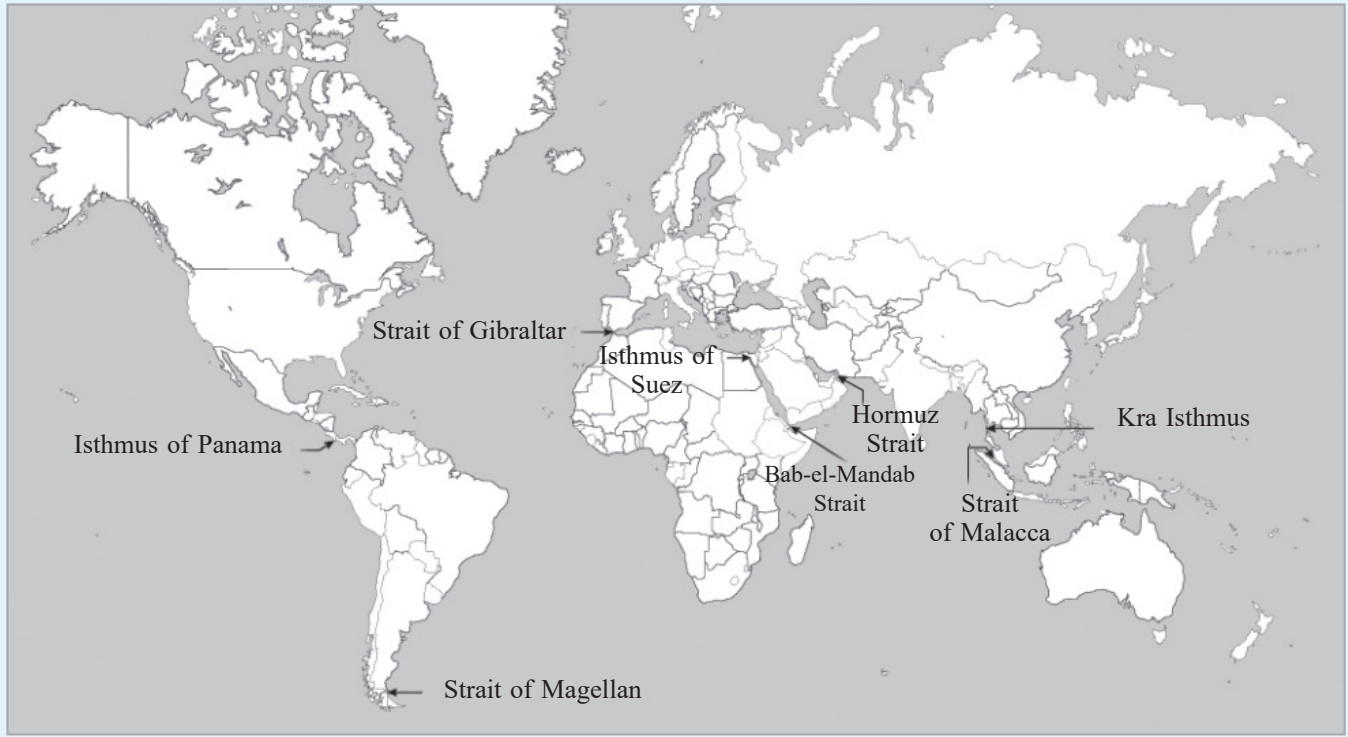 Strait of Gibraltar
Isthmus of
Suez
Hormuz
Strait
Kra Isthmus
Isthmus of Panama
Bab-el-Mandab
Strait
Strait
of Malacca
Strait of Magellan